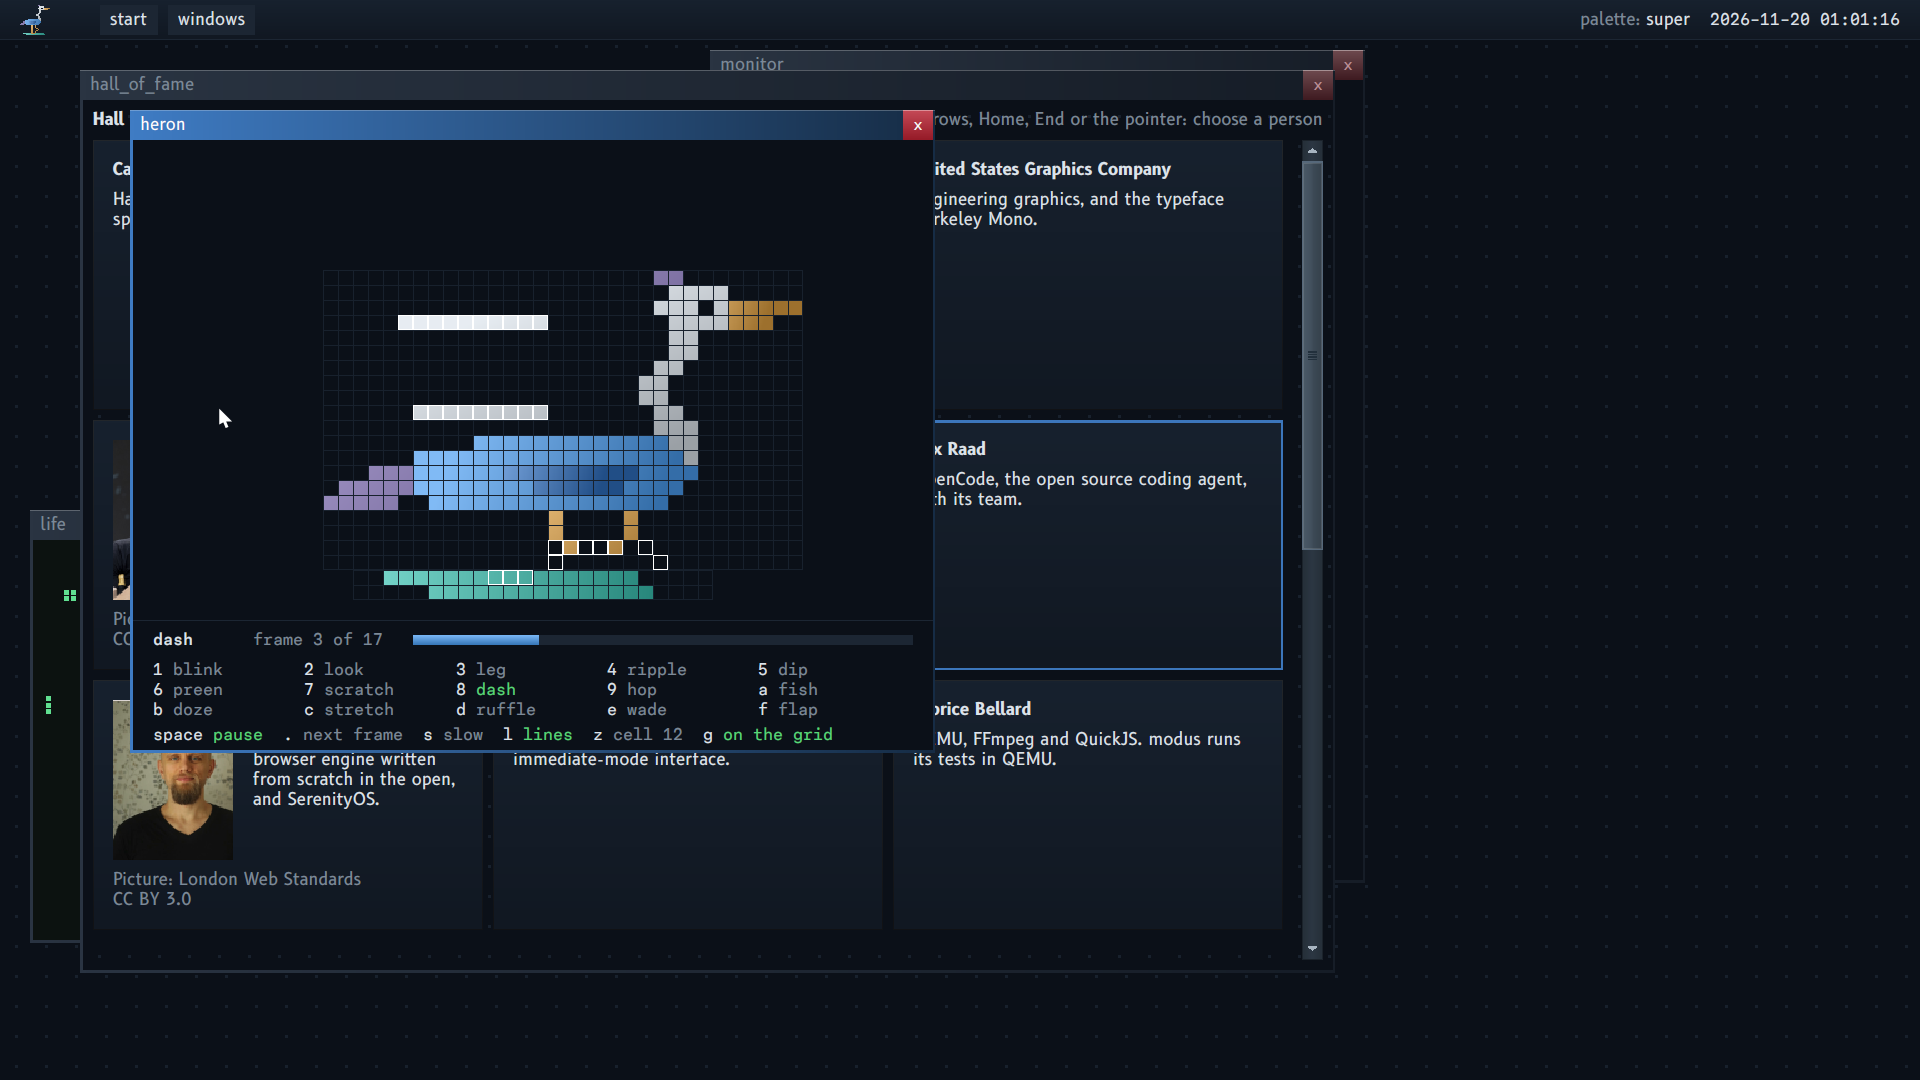 start windows palette: super 2026-11-20 01:01:16
monitor x
hall_of_fame x
Hall rows, Home, End or the pointer: choose a person
heron x
Ca
Ha
sp
ited States Graphics Company
gineering graphics, and the typeface
rkeley Mono.
x Raad
enCode, the open source coding agent,
h its team.
life
Pic
CC
dash frame 3 of 17
1 blink 2 look 3 leg 4 ripple 5 dip
6 preen 7 scratch 8 dash 9 hop a fish
b doze c stretch d ruffle e wade f flap
space pause . next frame s slow l lines z cell 12 g on the grid
browser engine written
from scratch in the open,
and SerenityOS.
Picture: London Web Standards
CC BY 3.0
immediate-mode interface.
brice Bellard
MU, FFmpeg and QuickJS. modus runs
its tests in QEMU.